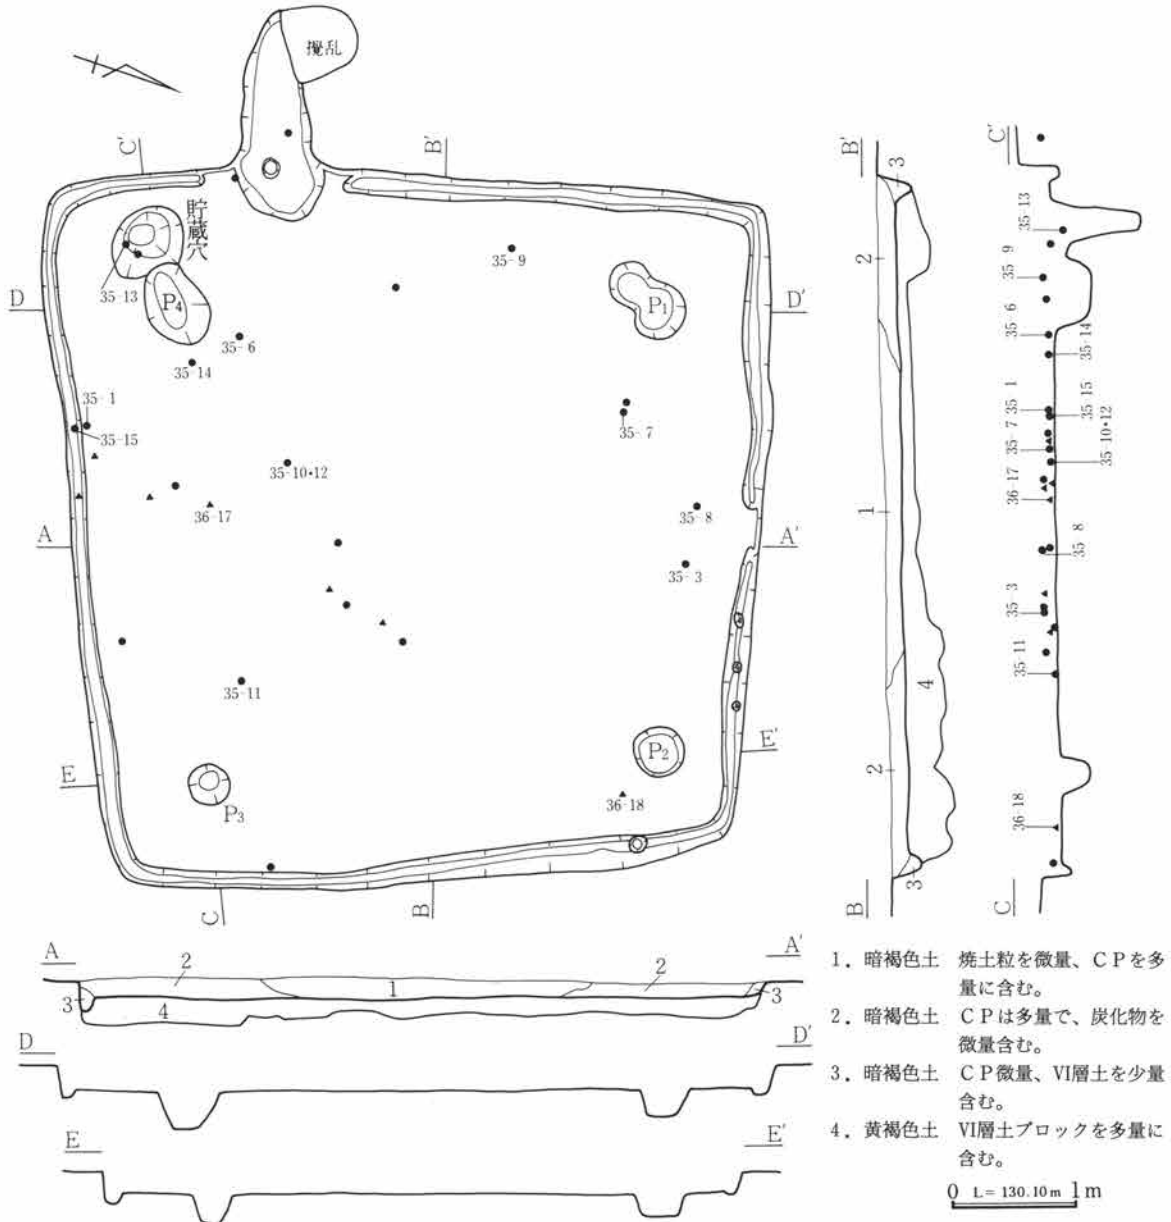 攪乱
C'
B'
貯蔵穴
35-13
P4
35-9
P1
D
D'
35-6
35-14
35-1
35-15
35-7
35-10・12
36-17
35-8
A
A'
35-3
35-11
E
E'
P3
P2
36-18
C
B
B'
3
2
1
4
2
3
B
C'
35-13
35 9
35-6
35-14
35 1
35 15
35-7
35-10・12
36-17
35 8
35-3
35-11
36-18
C
A
A'
2
2
1
3
3
4
D
D'
E
E'
1．暗褐色土 焼土粒を微量、ＣＰを多
量に含む。
2．暗褐色土 ＣＰは多量で、炭化物を
微量含む。
3．暗褐色土 ＣＰ微量、Ⅵ層土を少量
含む。
4．黄褐色土 Ⅵ層土ブロックを多量に
含む。
0 L=130.10m 1m